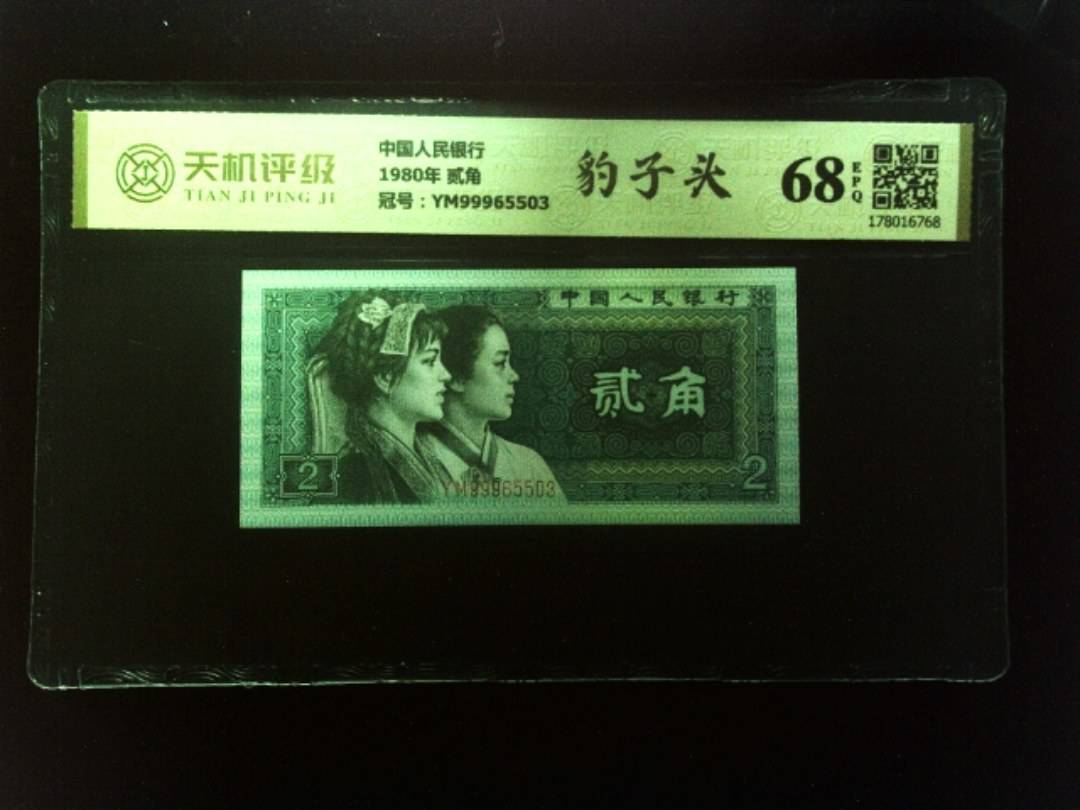 天机评级
TIAN JI PING JI
中国人民银行
1980年 贰角
冠号：YM99965503
豹子头
68
EPQ
178016768
中国人民银行
贰角
2
YM99965503
2